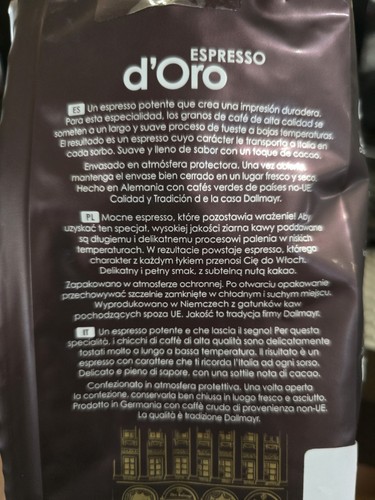 ESPRESSO
d'Oro
ES Un espresso potente que crea una impresión duradera.
Para esta especialidad, los granos de café de alta calidad se
someten a un largo y suave proceso de tueste a bajas temperaturas.
El resultado es un espresso cuyo carácter le transporta a Italia en
cada sorbo. Suave y lleno de sabor con un toque de cacao.
Envasado en atmósfera protectora. Una vez abierto,
mantenga el envase bien cerrado en un lugar fresco y seco.
Hecho en Alemania con cafés verdes de países no-UE.
Calidad y Tradición d e la casa Dallmayr.
PL Mocne espresso, które pozostawia wrażenie! Aby
uzyskać ten specjał, wysokiej jakości ziarna kawy poddawane
są długiemu i delikatnemu procesowi palenia w niskich
temperaturach. W rezultacie powstaje espresso, którego
charakter z każdym łykiem przenosi Cię do Włoch.
Delikatny i pełny smak, z subtelną nutą kakao.
Zapakowano w atmosferze ochronnej. Po otwarciu opakowanie
przechowywać szczelnie zamknięte w chłodnym i suchym miejscu.
Wyprodukowano w Niemczech z gatunków kaw
pochodzących spoza UE. Jakość to tradycja firmy Dallmayr.
IT Un espresso potente e che lascia il segno! Per questa
specialità, i chicchi di caffè di alta qualità sono delicatamente
tostati molto a lungo a bassa temperatura. Il risultato è un
espresso con carattere che ti ricorda l'Italia ad ogni sorso.
Delicato e pieno di sapore, con una sottile nota di cacao.
Confezionato in atmosfera protettiva. Una volta aperta
la confezione, conservarla ben chiusa in luogo fresco e asciutto.
Prodotto in Germania con caffè crudo di provenienza non-UE.
La qualità è tradizione Dallmayr.